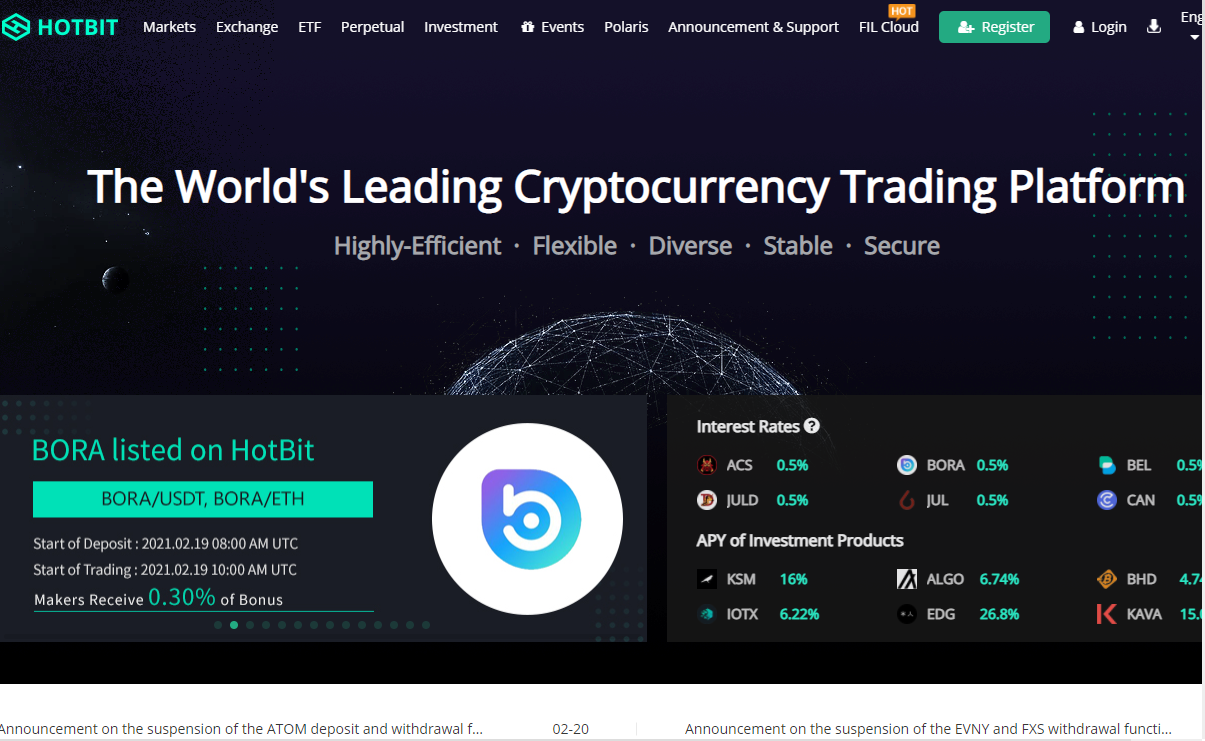 HOTBIT Markets Exchange ETF Perpetual Investment Events Polaris Announcement & Support FIL Cloud HOT Register Login Eng
The World's Leading Cryptocurrency Trading Platform
Highly-Efficient · Flexible · Diverse · Stable · Secure
BORA listed on HotBit
BORA/USDT, BORA/ETH
Start of Deposit : 2021.02.19 08:00 AM UTC
Start of Trading : 2021.02.19 10:00 AM UTC
Makers Receive 0.30% of Bonus
Interest Rates ?
ACS 0.5% BORA 0.5% BEL 0.5%
JULD 0.5% JUL 0.5% CAN 0.5%
APY of Investment Products
KSM 16% ALGO 6.74% BHD 4.74
IOTX 6.22% EDG 26.8% KAVA 15.0
Announcement on the suspension of the ATOM deposit and withdrawal f... 02-20 Announcement on the suspension of the EVNY and FXS withdrawal functi...